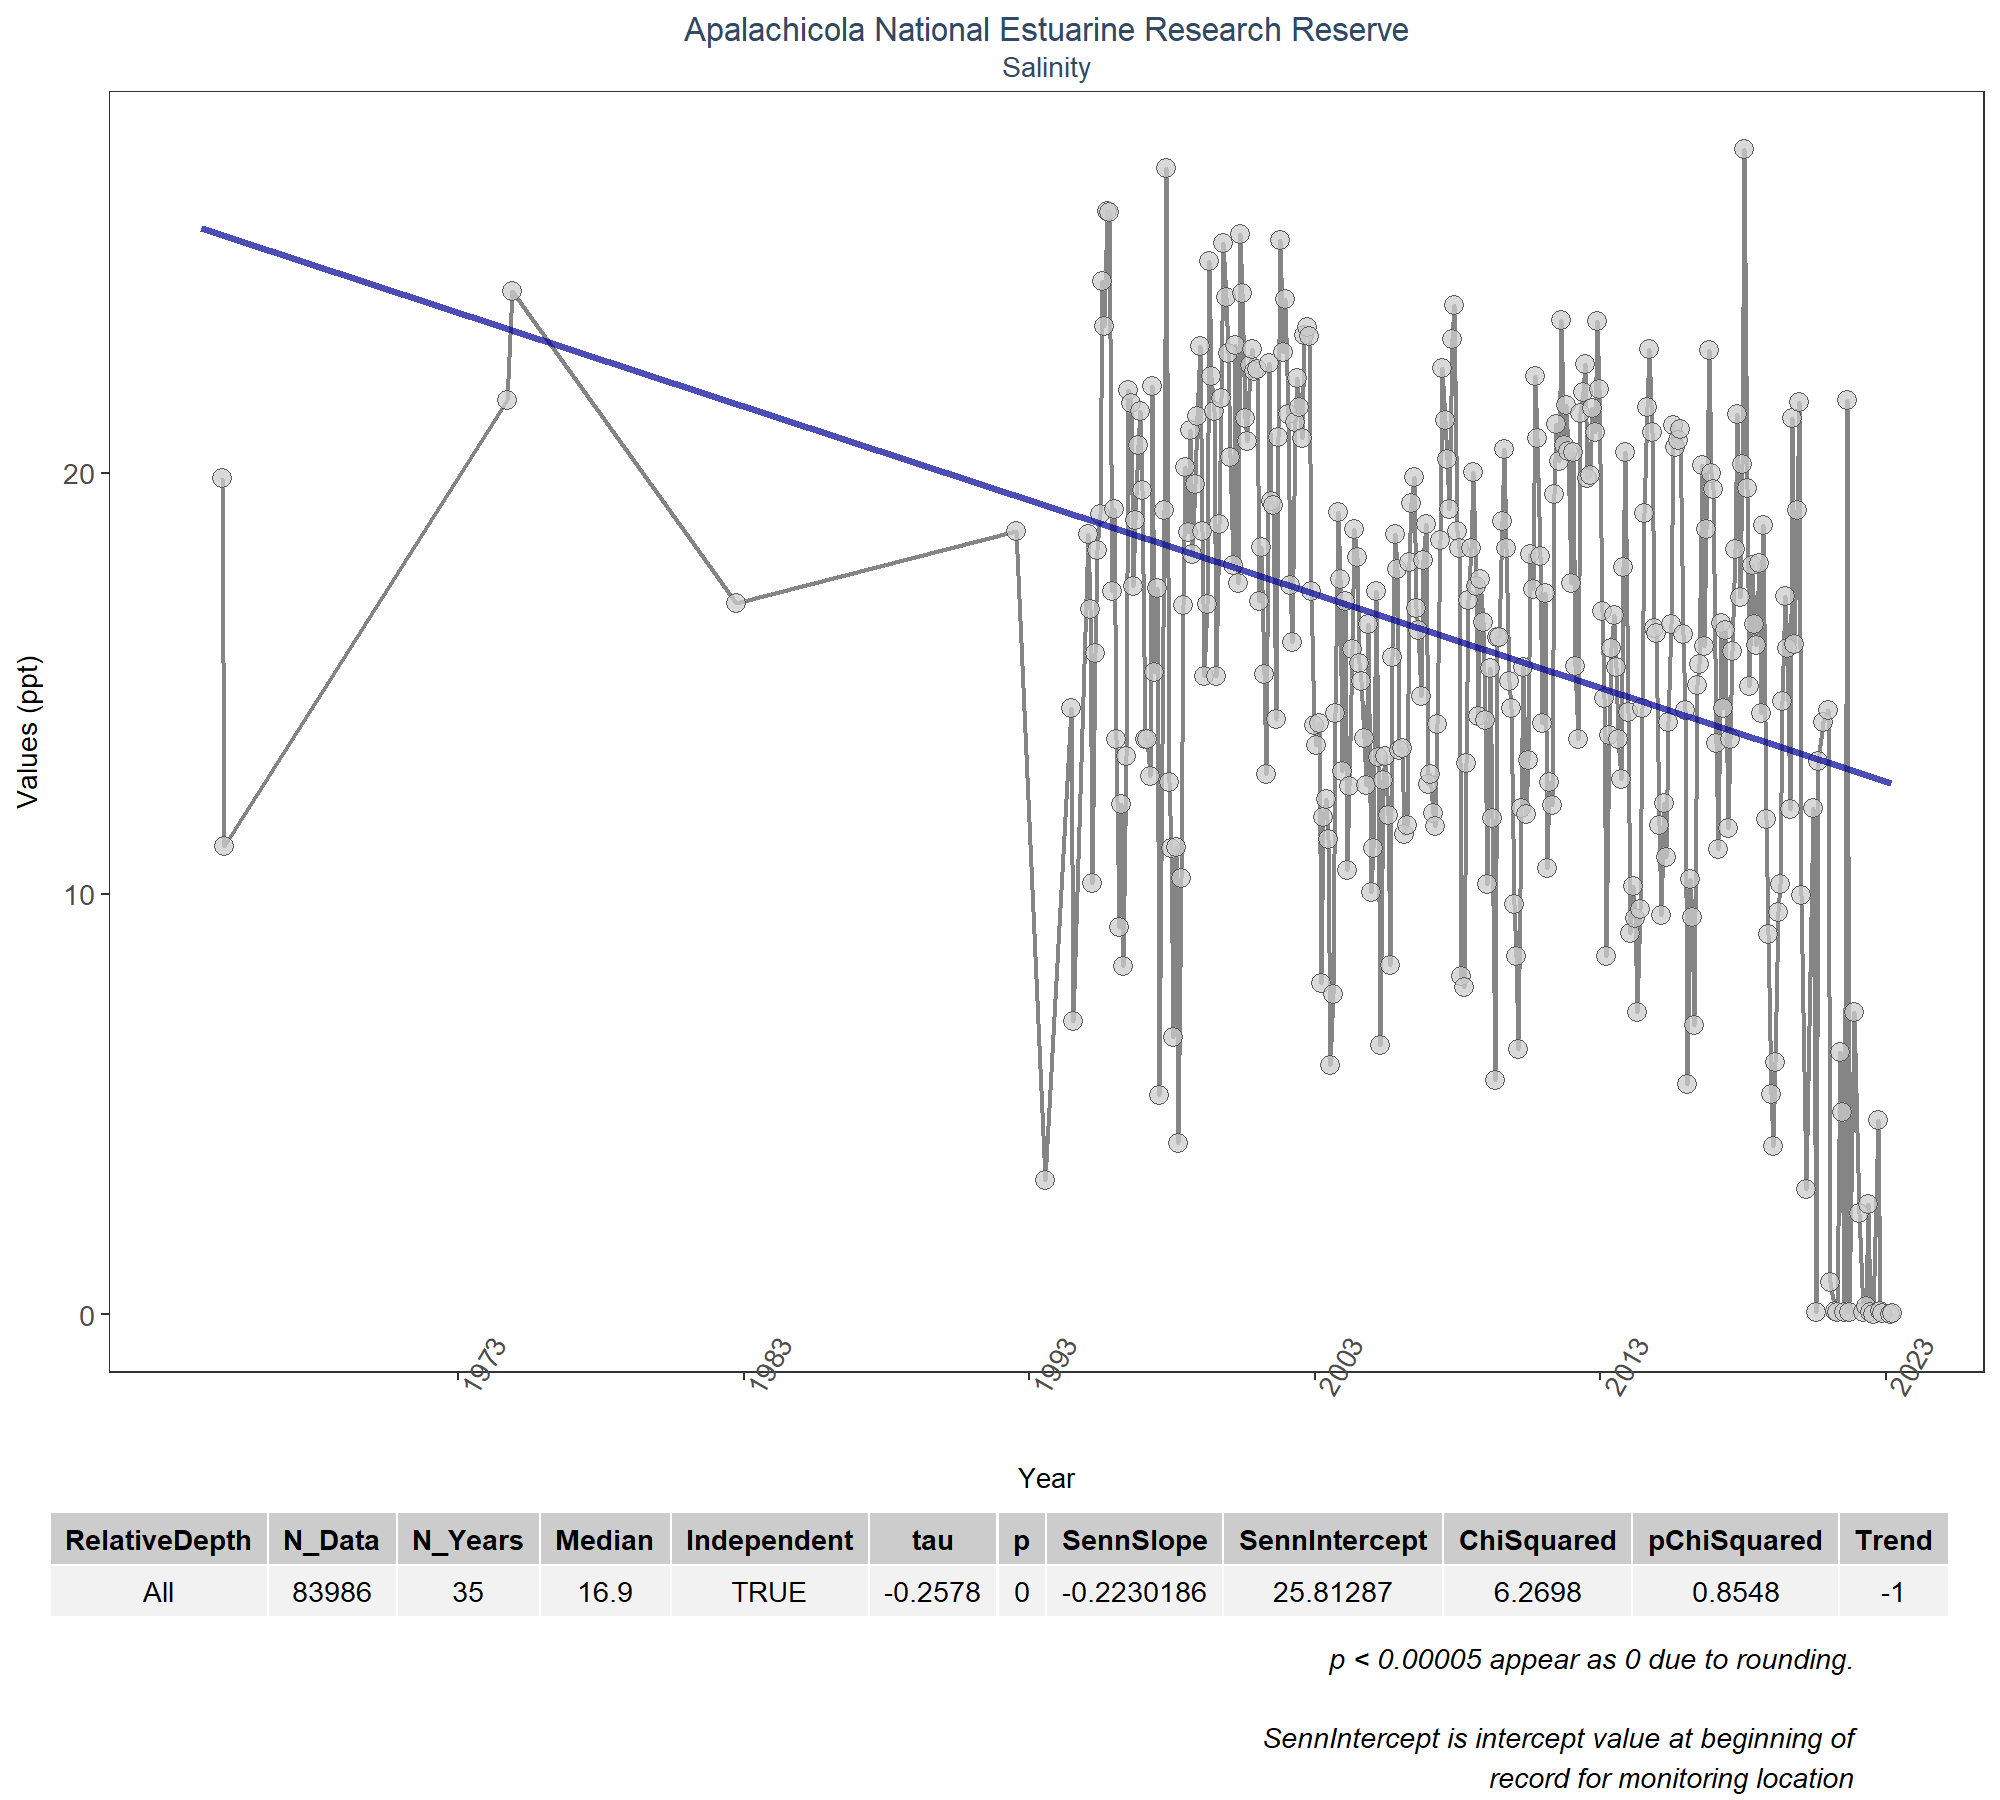 Apalachicola National Estuarine Research Reserve
Salinity
Values (ppt)
20
10
0
1973
1983
1993
2003
2013
2023
Year
RelativeDepth N_Data N_Years Median Independent tau p SennSlope SennIntercept ChiSquared pChiSquared Trend
All 83986 35 16.9 TRUE -0.2578 0 -0.2230186 25.81287 6.2698 0.8548 -1
p < 0.00005 appear as 0 due to rounding.
SennIntercept is intercept value at beginning of
record for monitoring location